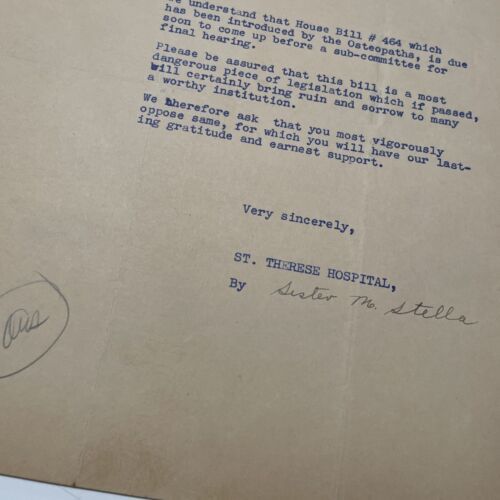 We understand that House Bill # 464 which
has been introduced by the Osteopaths, is due
soon to come up before a sub-committee for
final hearing.
Please be assured that this bill is a most
dangerous piece of legislation which if passed,
will certainly bring ruin and sorrow to many
a worthy institution.
We therefore ask that you most vigorously
oppose same, for which you will have our last-
ing gratitude and earnest support.
Very sincerely,
ST. THERESE HOSPITAL,
By Sister M. Stella